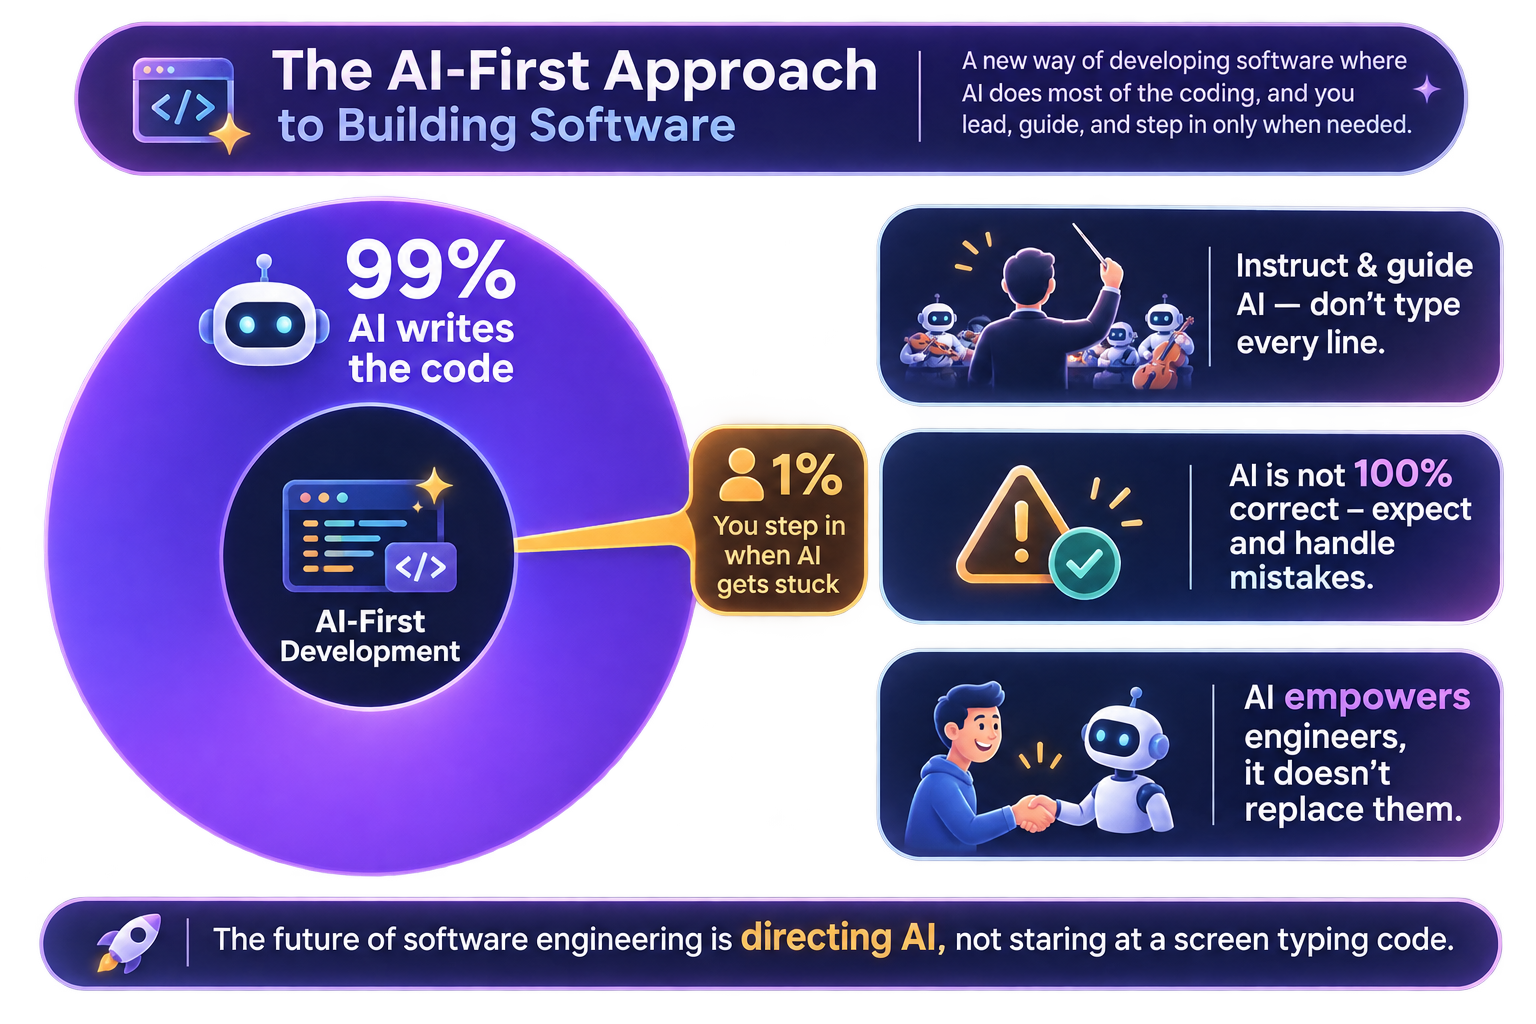 The AI-First Approach
to Building Software
A new way of developing software where
AI does most of the coding, and you
lead, guide, and step in only when needed.
</>
99%
AI writes
the code
</>
AI-First
Development
1%
You step in
when AI
gets stuck
Instruct & guide
AI — don’t type
every line.
AI is not 100%
correct – expect
and handle
mistakes.
AI empowers
engineers,
it doesn’t
replace them.
The future of software engineering is directing AI, not staring at a screen typing code.